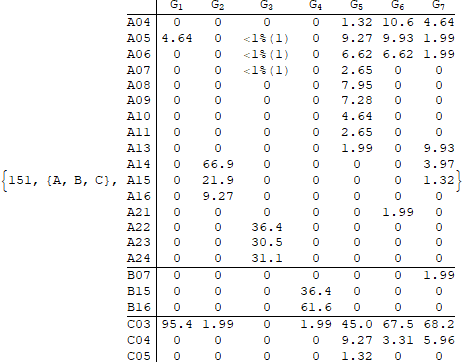 G1 G2 G3 G4 G5 G6 G7
A04 0 0 0 0 1.32 10.6 4.64
A05 4.64 0 <1%(1) 0 9.27 9.93 1.99
A06 0 0 <1%(1) 0 6.62 6.62 1.99
A07 0 0 <1%(1) 0 2.65 0 0
A08 0 0 0 0 7.95 0 0
A09 0 0 0 0 7.28 0 0
A10 0 0 0 0 4.64 0 0
A11 0 0 0 0 2.65 0 0
A13 0 0 0 0 1.99 0 9.93
A14 0 66.9 0 0 0 0 3.97
{151, {A, B, C}, A15 0 21.9 0 0 0 0 1.32}
A16 0 9.27 0 0 0 0 0
A21 0 0 0 0 0 1.99 0
A22 0 0 36.4 0 0 0 0
A23 0 0 30.5 0 0 0 0
A24 0 0 31.1 0 0 0 0
B07 0 0 0 0 0 0 1.99
B15 0 0 0 36.4 0 0 0
B16 0 0 0 61.6 0 0 0
C03 95.4 1.99 0 1.99 45.0 67.5 68.2
C04 0 0 0 0 9.27 3.31 5.96
C05 0 0 0 0 1.32 0 0